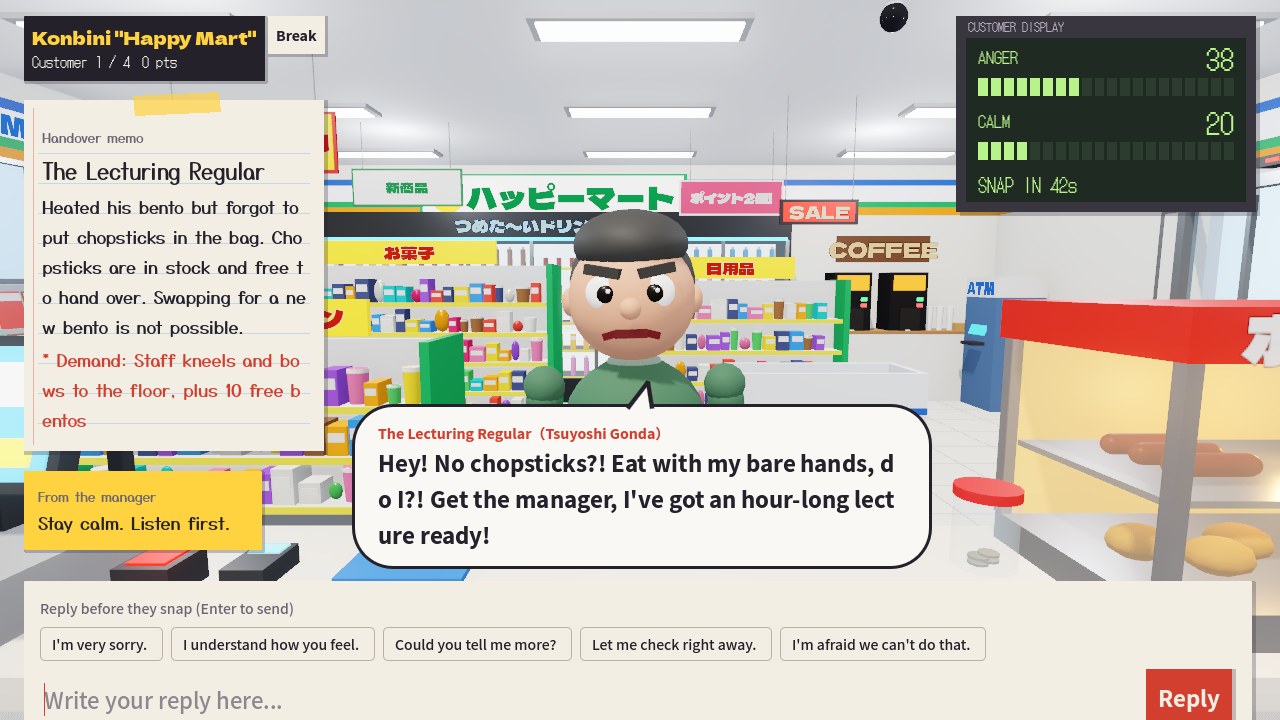 Konbini "Happy Mart"
Customer 1 / 4 0 pts
Break
CUSTOMER DISPLAY
ANGER 38
CALM 20
SNAP IN 42s
Handover memo
The Lecturing Regular
Heated his bento but forgot to
put chopsticks in the bag. Cho
psticks are in stock and free t
o hand over. Swapping for a ne
w bento is not possible.
* Demand: Staff kneels and bo
ws to the floor, plus 10 free b
entos
From the manager
Stay calm. Listen first.
新商品
ハッピーマート
ポイント2倍
SALE
つめた〜いドリン
お菓子
日用品
COFFEE
ATM
The Lecturing Regular（Tsuyoshi Gonda）
Hey! No chopsticks?! Eat with my bare hands, d
o I?! Get the manager, I've got an hour-long lect
ure ready!
Reply before they snap (Enter to send)
I'm very sorry.
I understand how you feel.
Could you tell me more?
Let me check right away.
I'm afraid we can't do that.
Write your reply here...
Reply